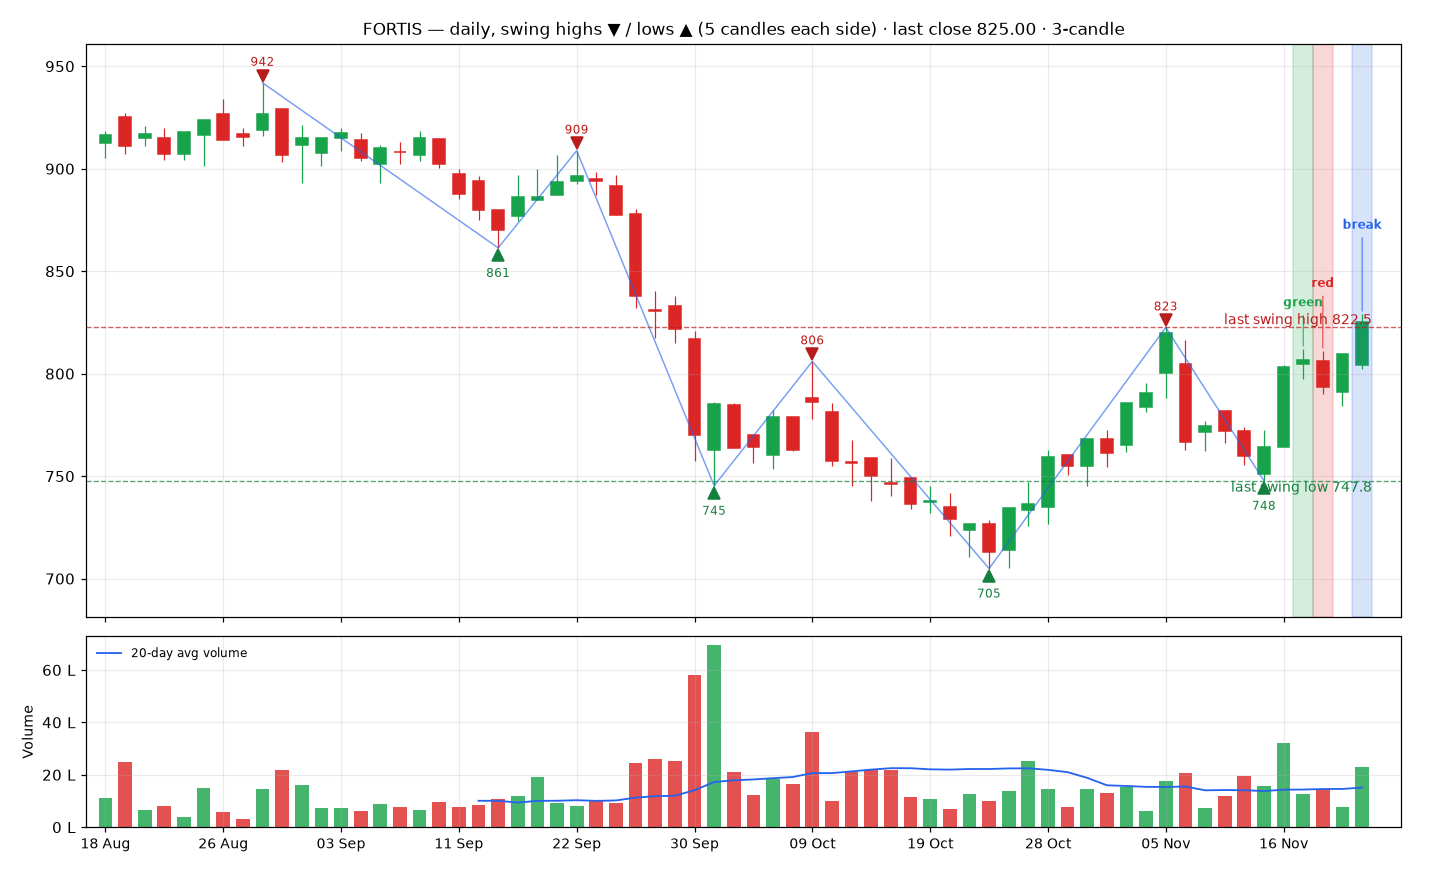 FORTIS — daily, swing highs ▼ / lows ▲ (5 candles each side) · last close 825.00 · 3-candle
950
900
850
800
750
700
942
909
861
806
745
705
823
748
break
red
green
last swing high 822.5
last swing low 747.8
20-day avg volume
Volume
60 L
40 L
20 L
0 L
18 Aug
26 Aug
03 Sep
11 Sep
22 Sep
30 Sep
09 Oct
19 Oct
28 Oct
05 Nov
16 Nov